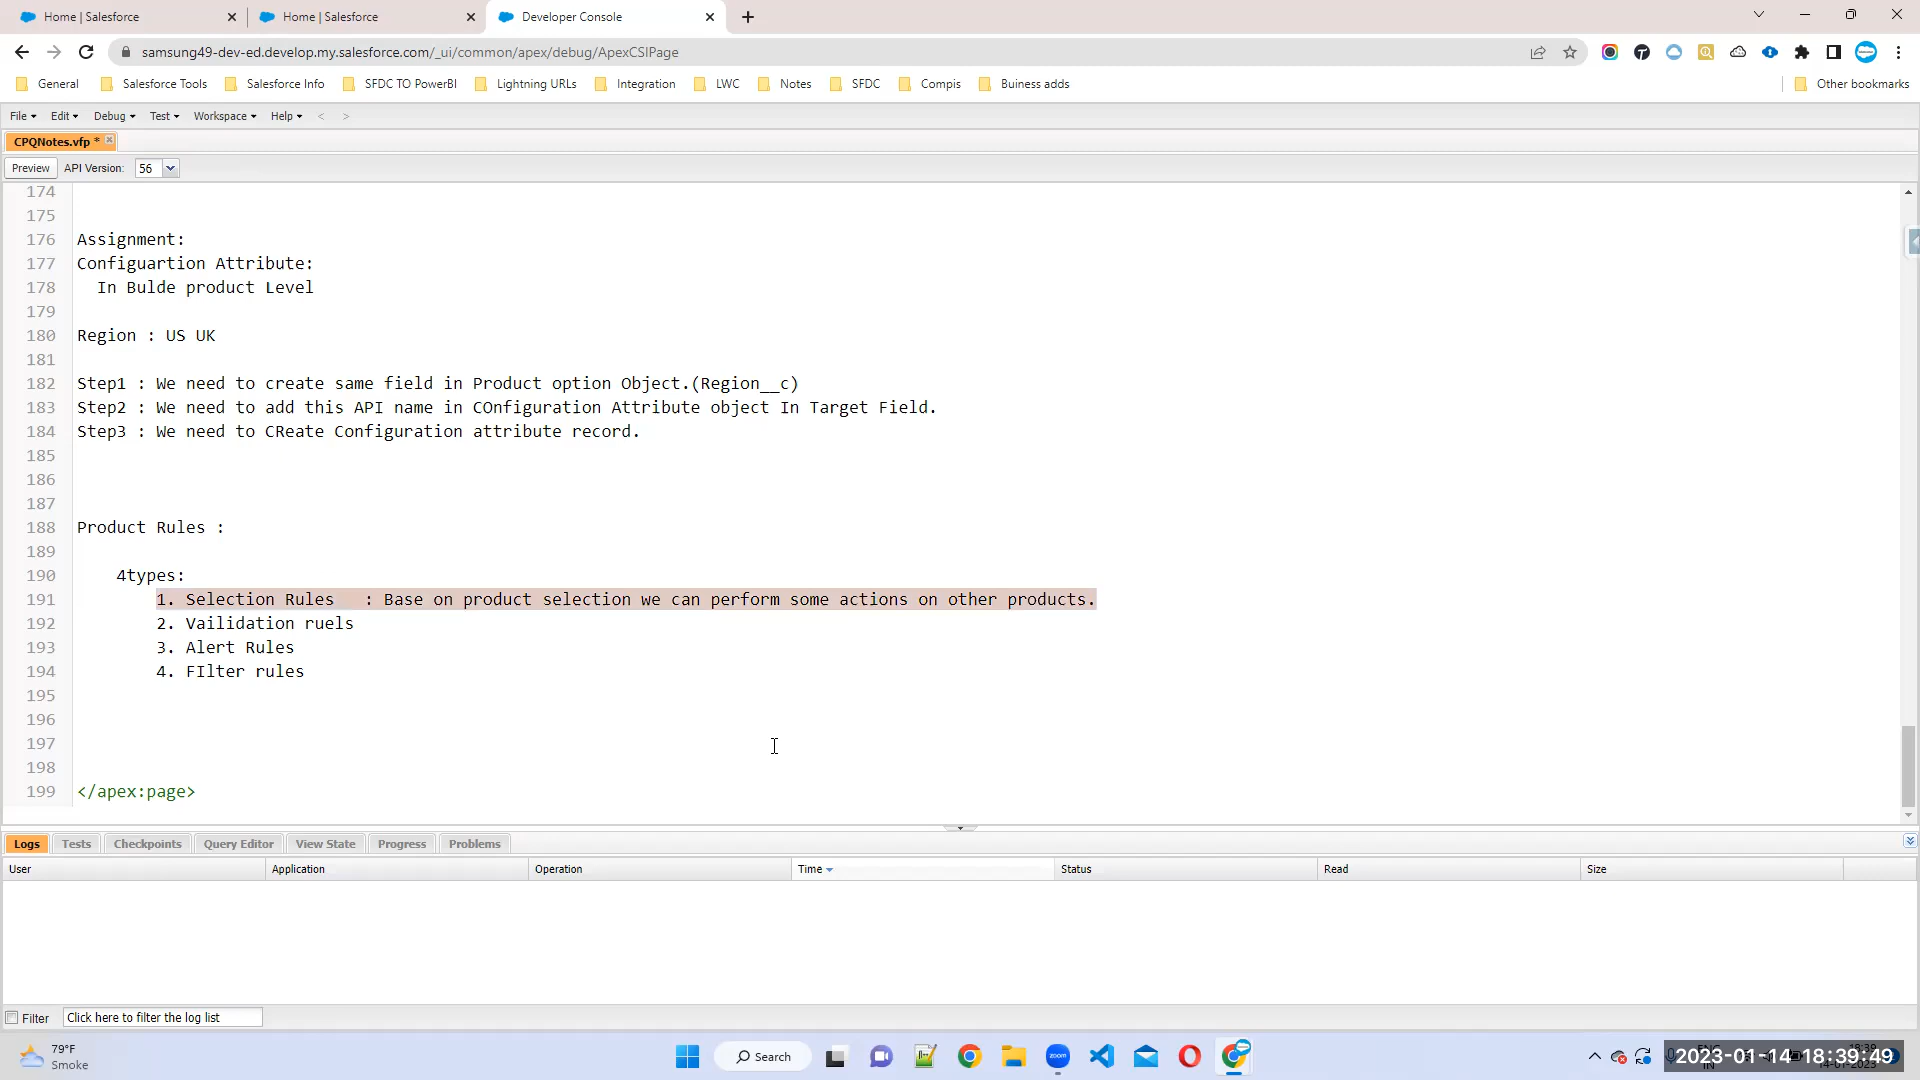 Home | Salesforce
Home | Salesforce
Developer Console
samsung49-dev-ed.develop.my.salesforce.com/_ui/common/apex/debug/ApexCSIPage
General Salesforce Tools Salesforce Info SFDC TO PowerBI Lightning URLs Integration LWC Notes SFDC Compis Buiness adds Other bookmarks
File Edit Debug Test Workspace Help < >
CPQNotes.vfp *
Preview API Version: 56
174
175
176 Assignment:
177 Configuartion Attribute:
178 In Bulde product Level
179
180 Region : US UK
181
182 Step1 : We need to create same field in Product option Object.(Region__c)
183 Step2 : We need to add this API name in COnfiguration Attribute object In Target Field.
184 Step3 : We need to CReate Configuration attribute record.
185
186
187
188 Product Rules :
189
190 4types:
191 1. Selection Rules : Base on product selection we can perform some actions on other products.
192 2. Vailidation ruels
193 3. Alert Rules
194 4. FIlter rules
195
196
197
198
199 </apex:page>
Logs Tests Checkpoints Query Editor View State Progress Problems
User Application Operation Time Status Read Size
Filter Click here to filter the log list
79°F
Smoke
Search
zoom
2023-01-14-18:39:49